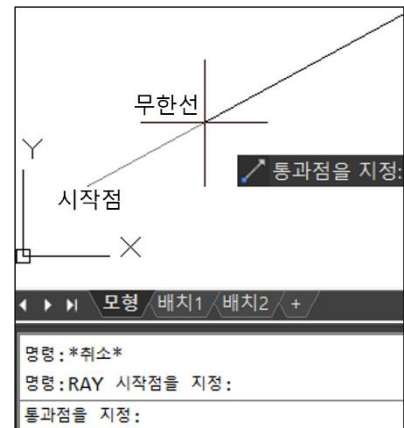 무한선
Y
통과점을 지정:
시작점
X
모형 배치1 배치2 +
명령:*취소*
명령:RAY 시작점을 지정:
통과점을 지정: